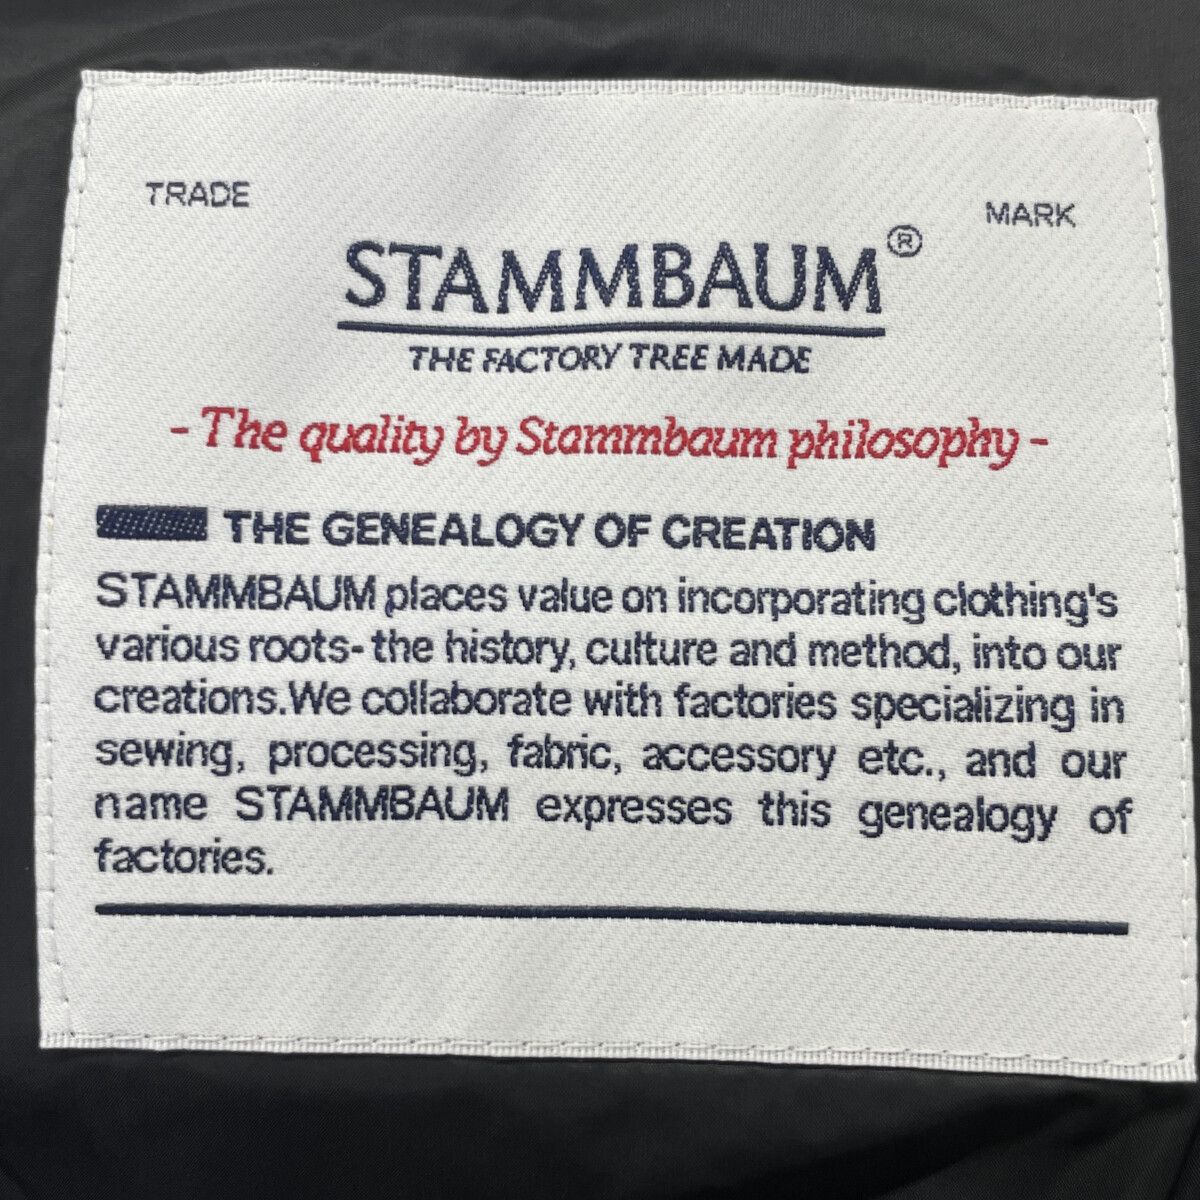 TRADE MARK
STAMMBAUM®
THE FACTORY TREE MADE
- The quality by Stammbaum philosophy -
THE GENEALOGY OF CREATION
STAMMBAUM places value on incorporating clothing's
various roots- the history, culture and method, into our
creations.We collaborate with factories specializing in
sewing, processing, fabric, accessory etc., and our
name STAMMBAUM expresses this genealogy of
factories.